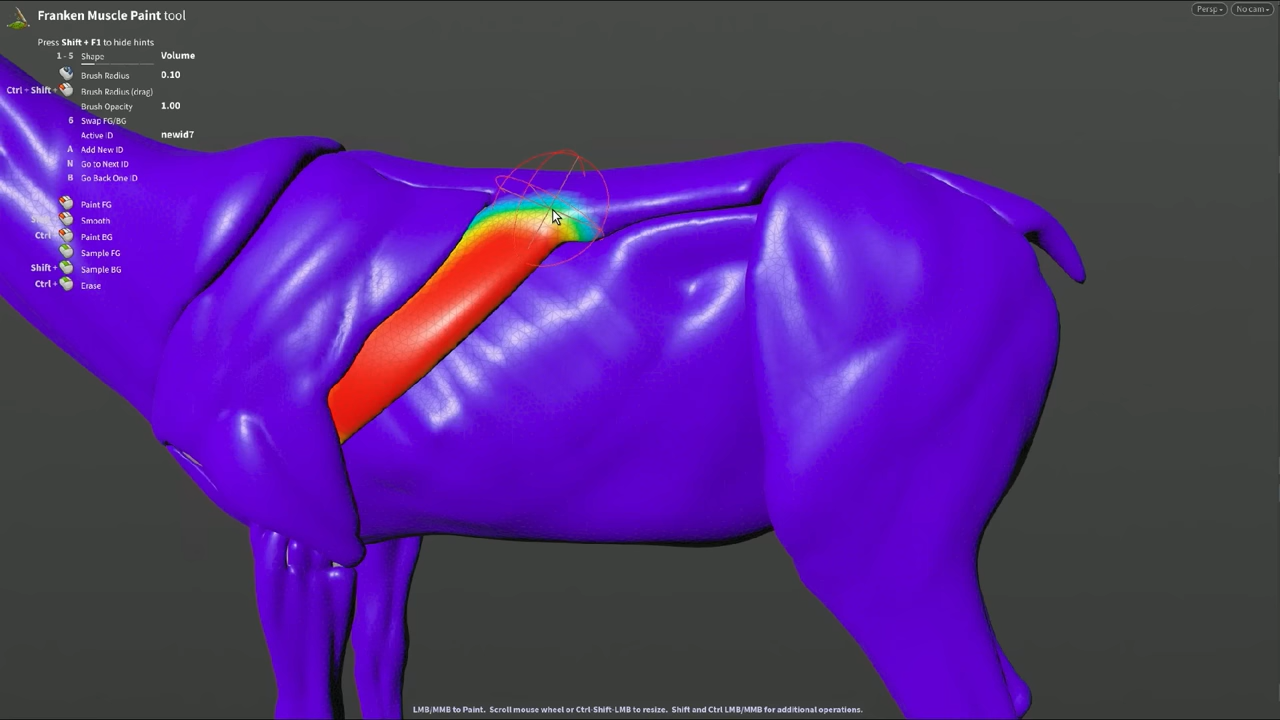 Franken Muscle Paint tool
Persp
No cam
Press Shift + F1 to hide hints
1 - 5 Shape Volume
Brush Radius 0.10
Ctrl + Shift + Brush Radius (drag)
Brush Opacity 1.00
6 Swap FG/BG
Active ID newid7
A Add New ID
N Go to Next ID
B Go Back One ID
Paint FG
Smooth
Ctrl Paint BG
Sample FG
Shift + Sample BG
Ctrl + Erase
LMB/MMB to Paint. Scroll mouse wheel or Ctrl-Shift-LMB to resize. Shift and Ctrl LMB/MMB for additional operations.